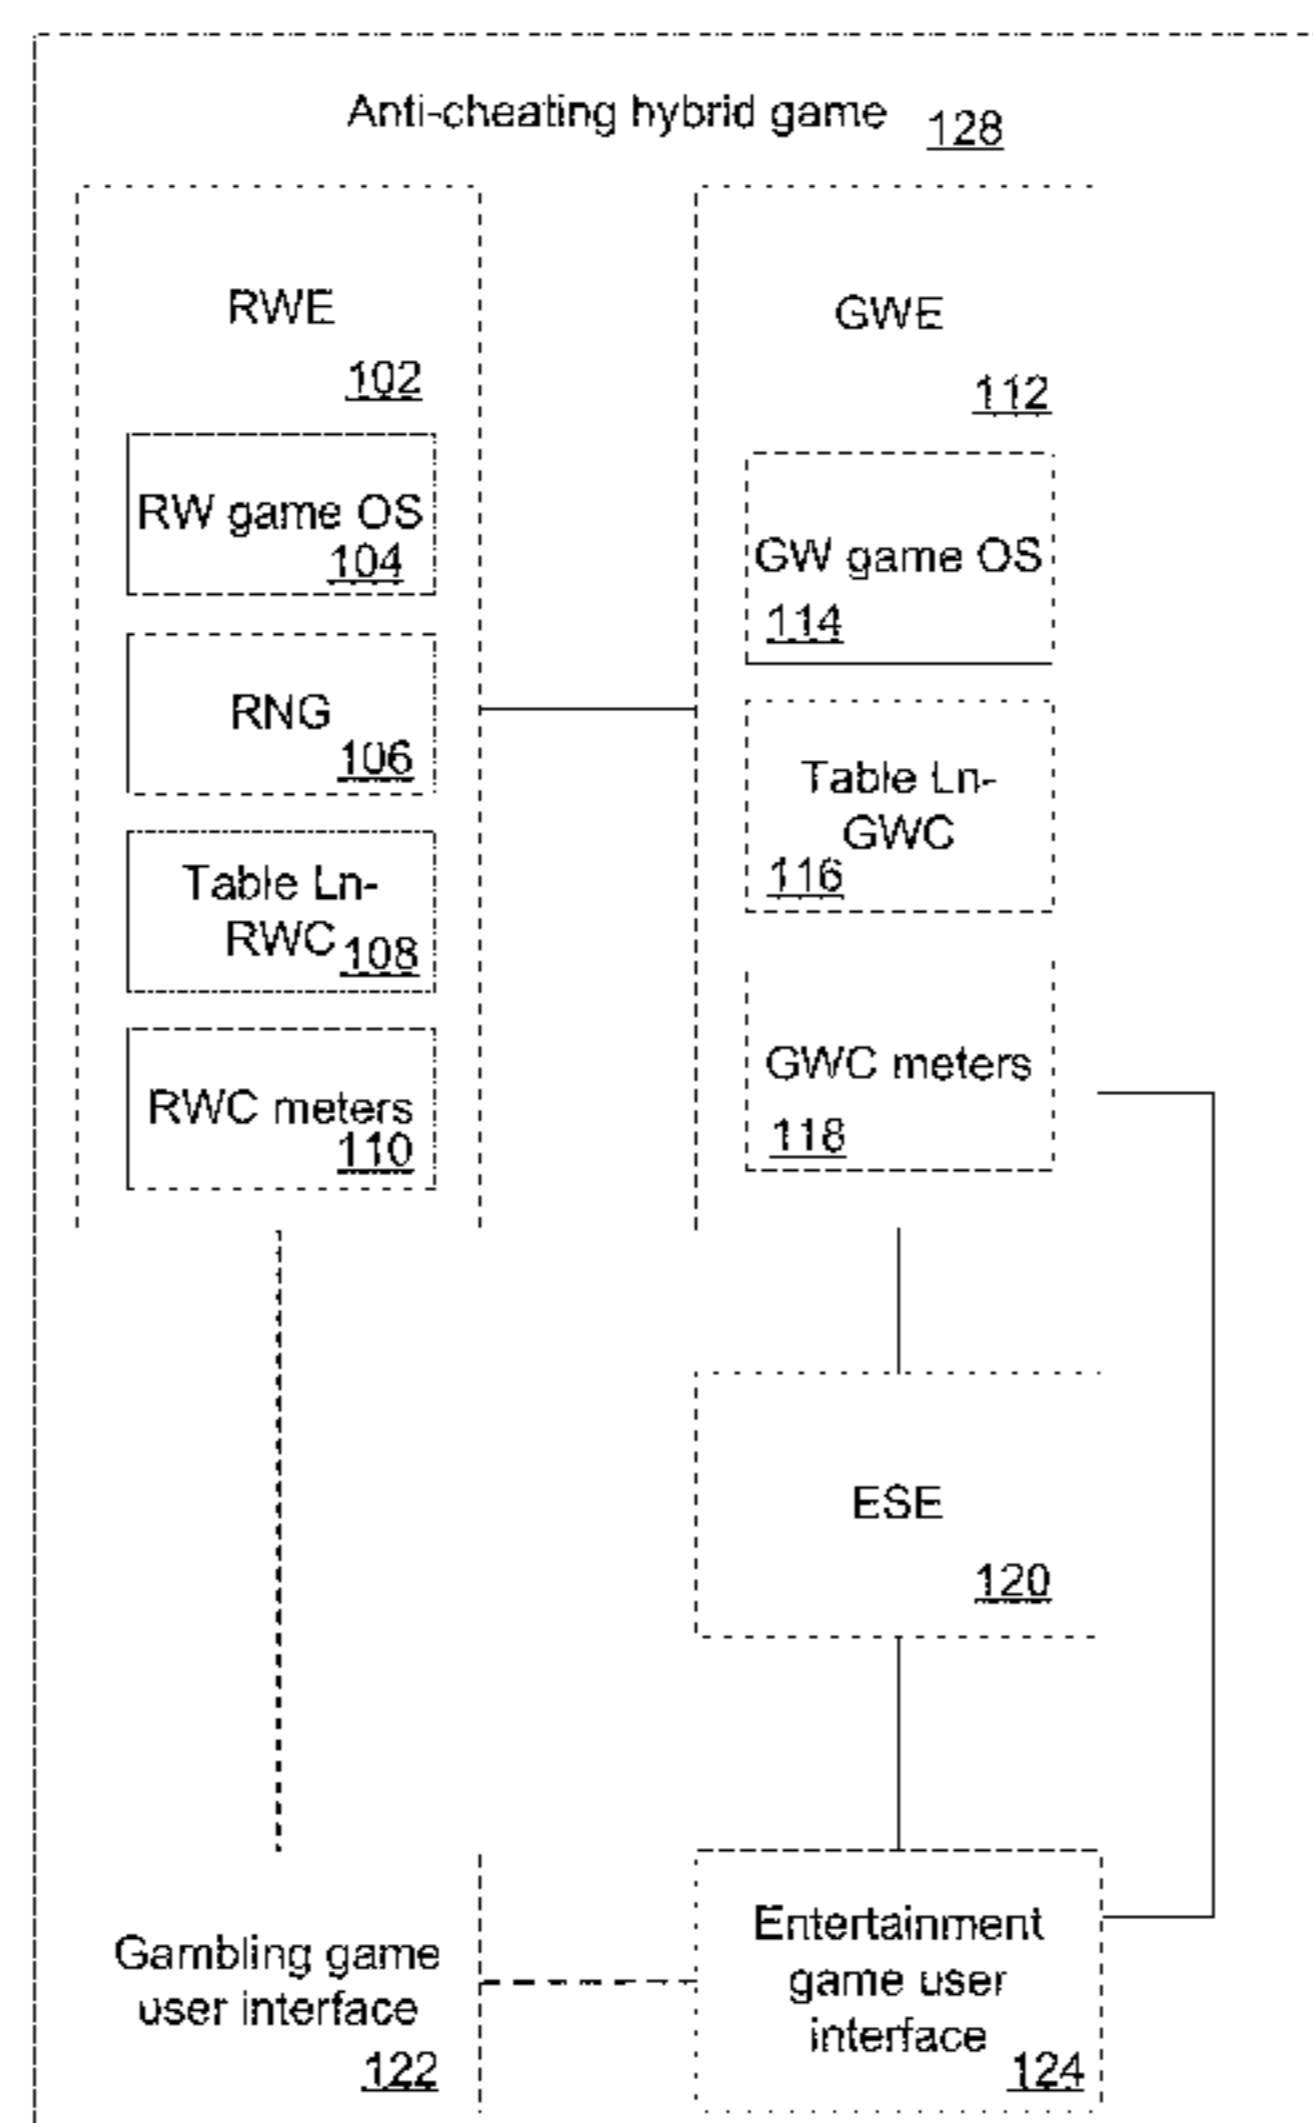 Anti-cheating hybrid game 128
RWE
102
RW game OS
104
RNG
106
Table Ln-
RWC 108
RWC meters
110
GWE
112
GW game OS
114
Table Ln-
GWC
116
GWC meters
118
ESE
120
Gambling game
user interface
122
Entertainment
game user
interface
124